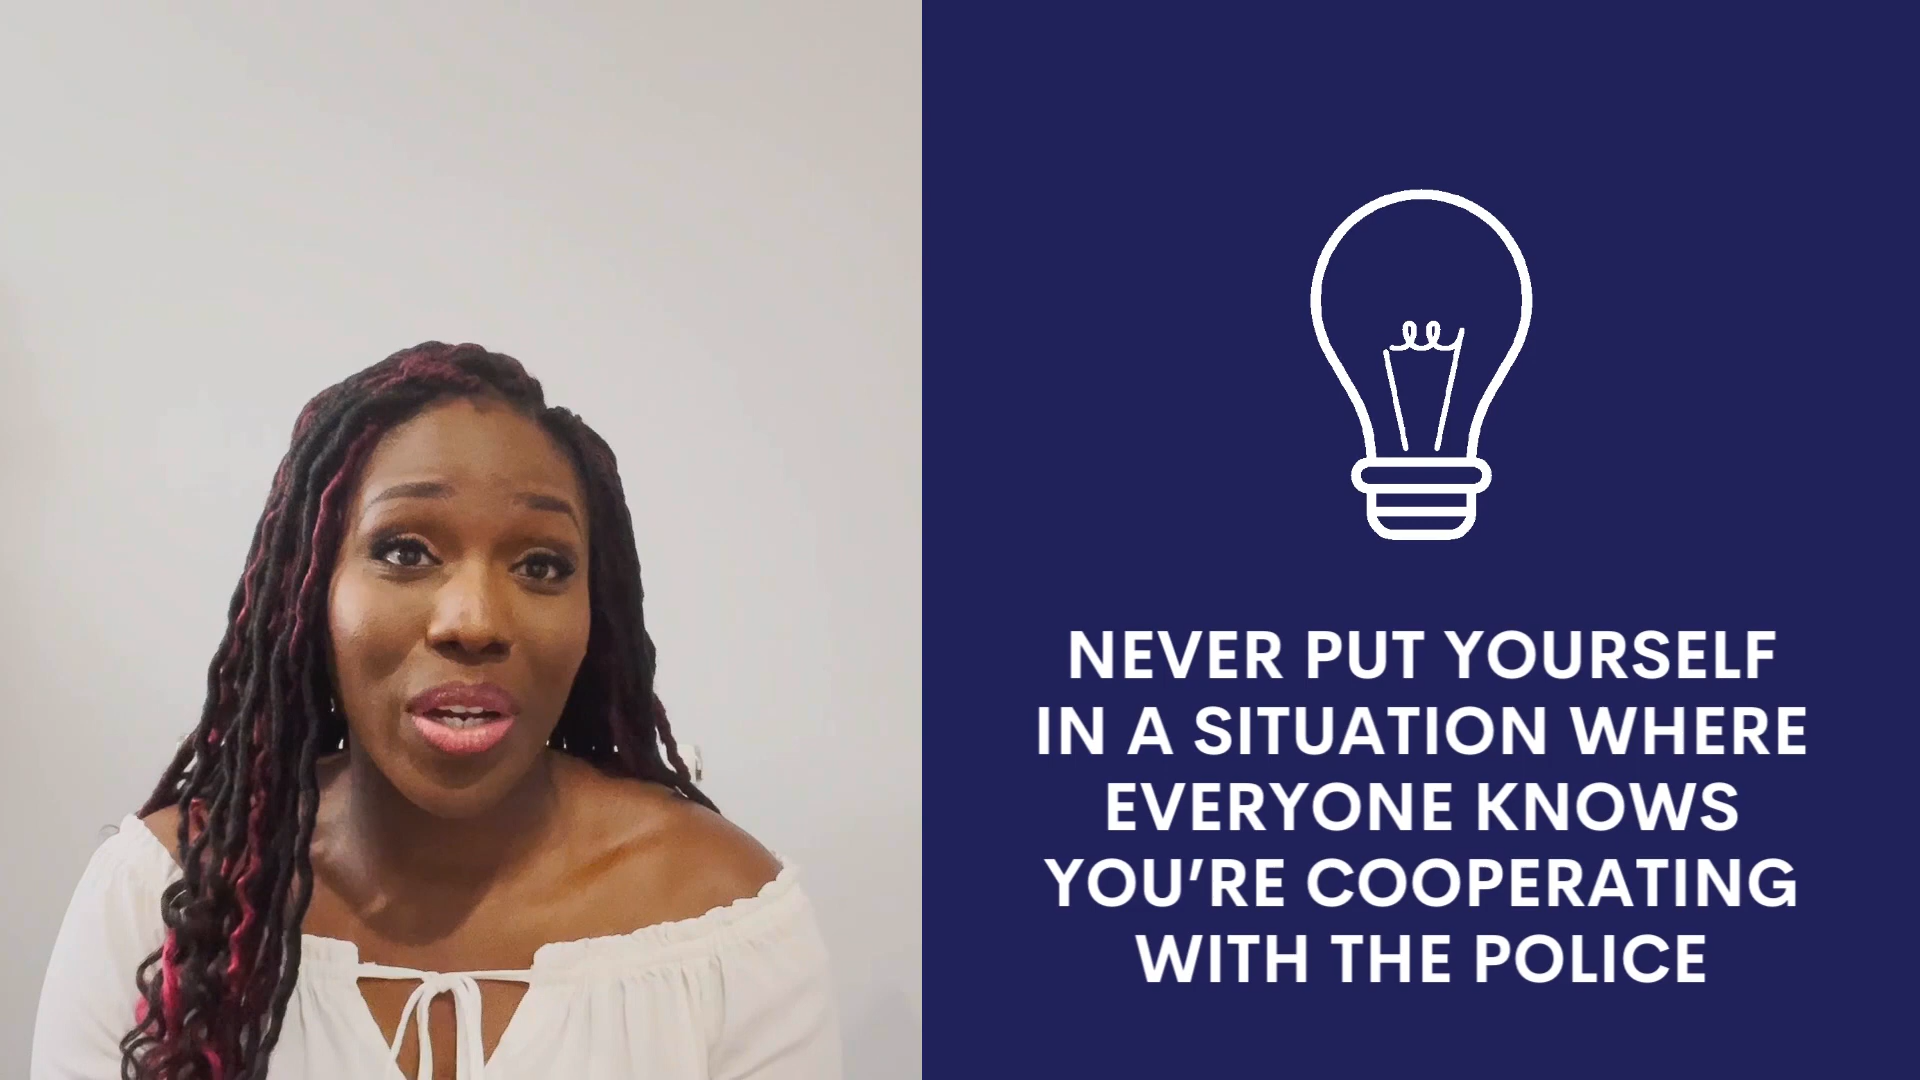 NEVER PUT YOURSELF
IN A SITUATION WHERE
EVERYONE KNOWS
YOU’RE COOPERATING
WITH THE POLICE